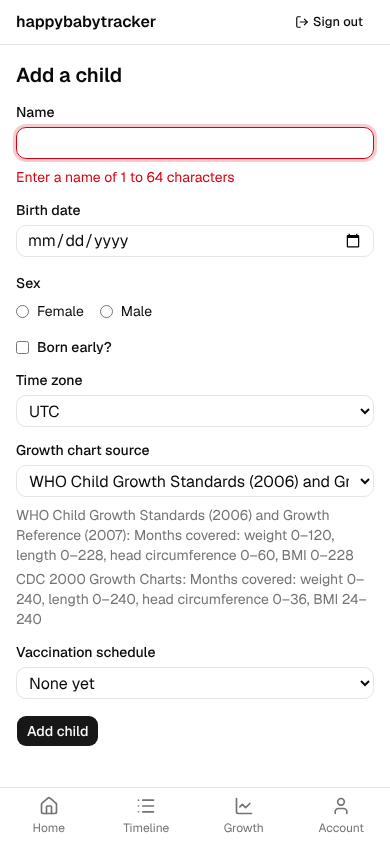 happybabytracker
Sign out
Add a child
Name
Enter a name of 1 to 64 characters
Birth date
mm/dd/yyyy
Sex
Female Male
Born early?
Time zone
UTC
Growth chart source
WHO Child Growth Standards (2006) and Gr
WHO Child Growth Standards (2006) and Growth
Reference (2007): Months covered: weight 0–120,
length 0–228, head circumference 0–60, BMI 0–228
CDC 2000 Growth Charts: Months covered: weight 0–
240, length 0–240, head circumference 0–36, BMI 24–
240
Vaccination schedule
None yet
Add child
Home Timeline Growth Account